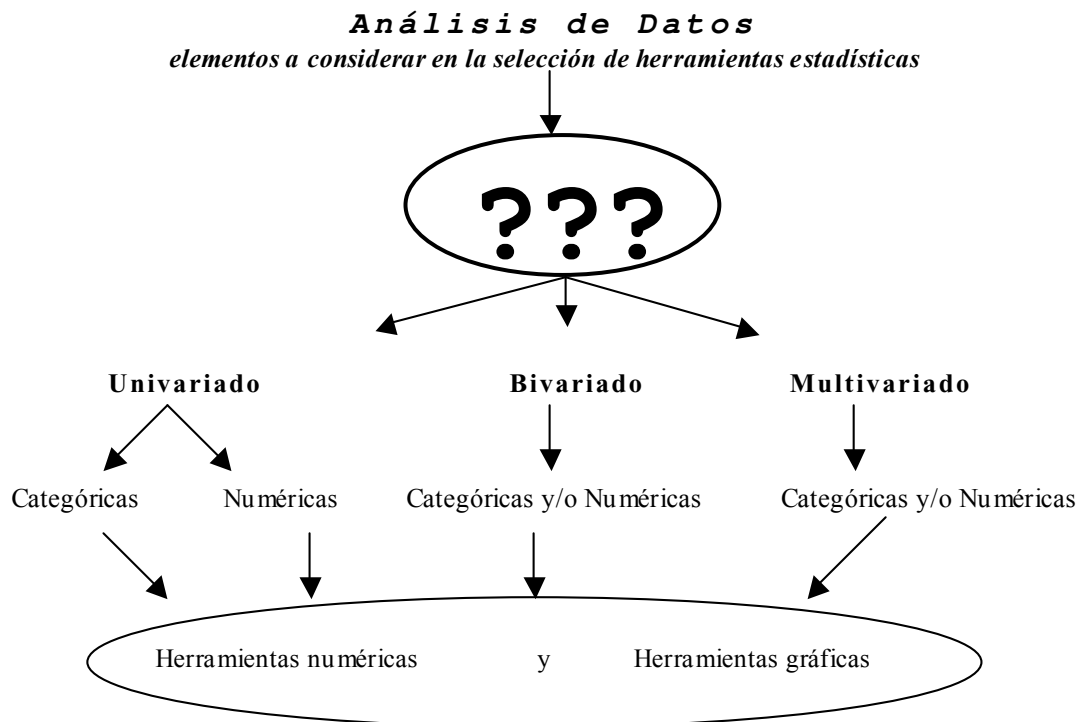 Análisis de Datos
elementos a considerar en la selección de herramientas estadísticas
???
Univariado Bivariado Multivariado
Categóricas Numéricas Categóricas y/o Numéricas Categóricas y/o Numéricas
Herramientas numéricas y Herramientas gráficas